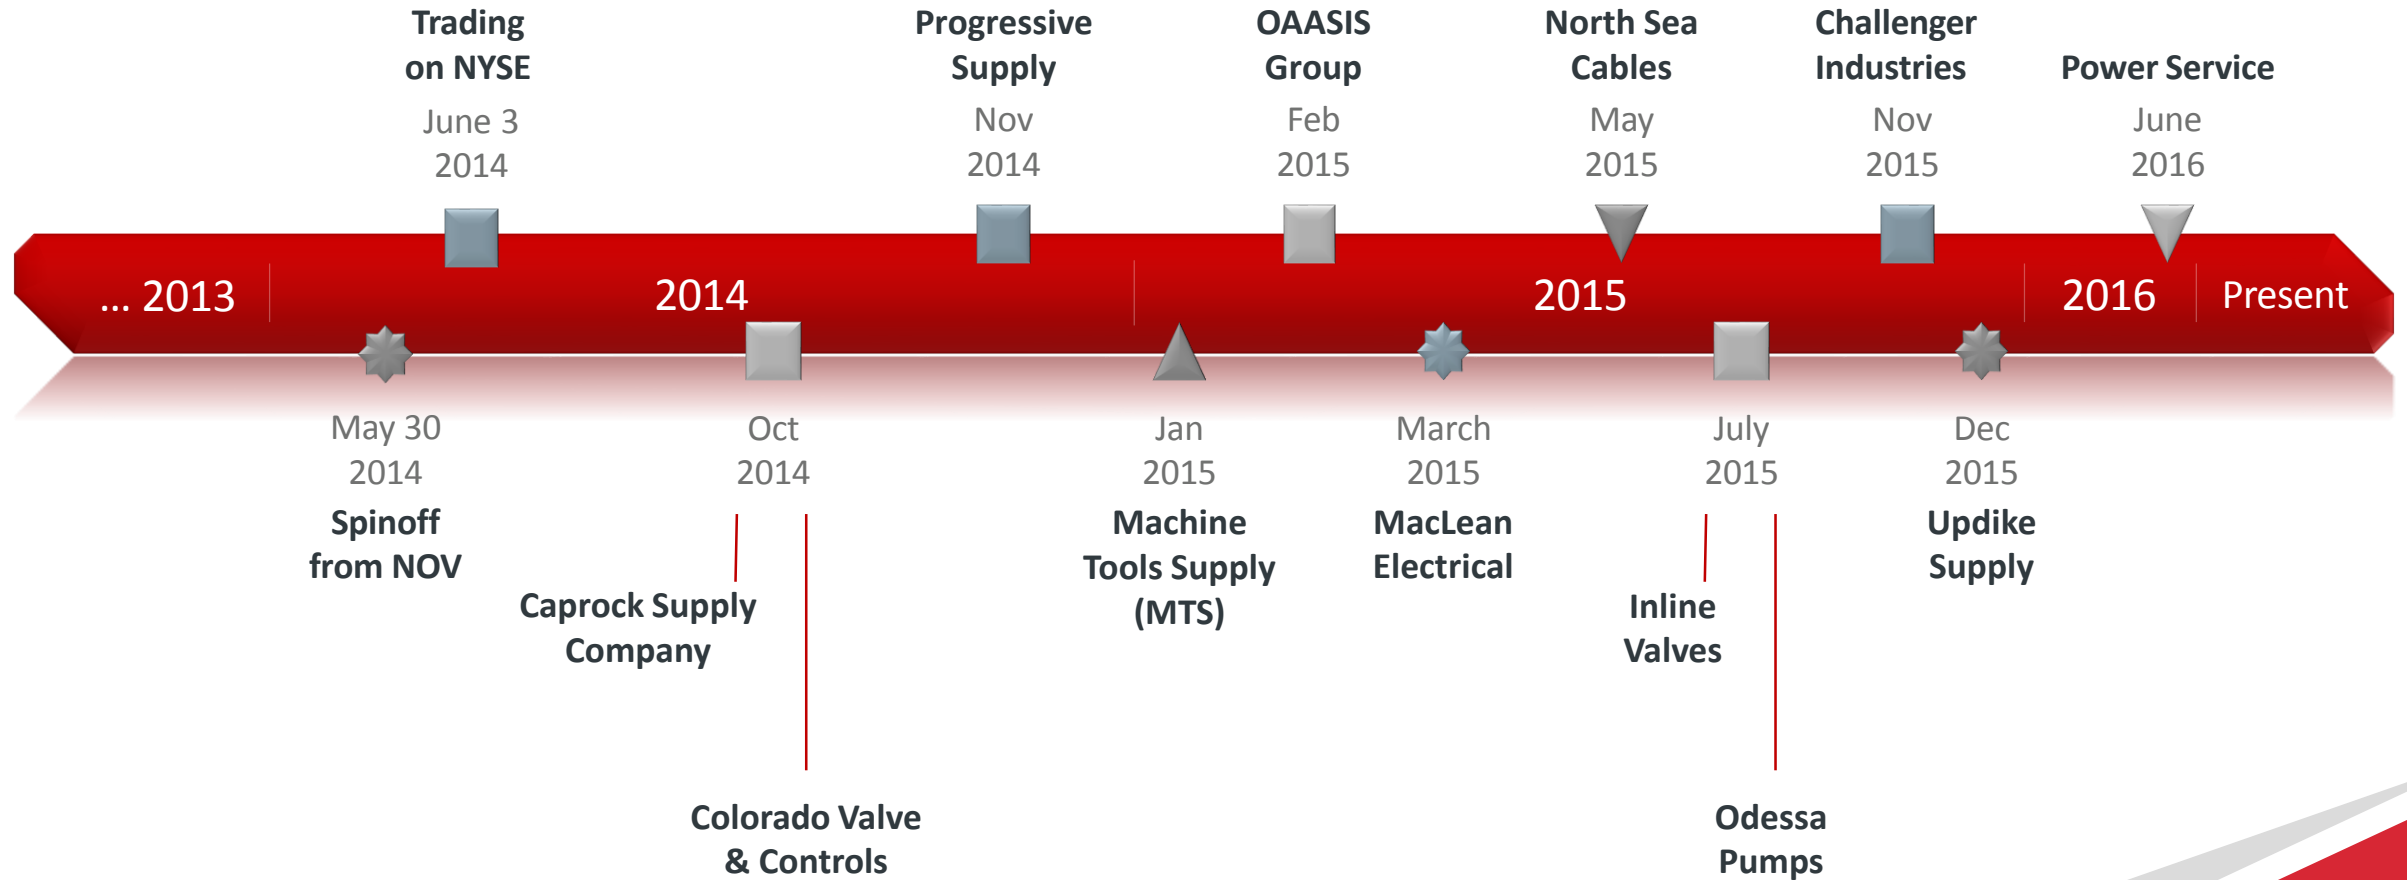 Trading
on NYSE
June 3
2014
Progressive
Supply
Nov
2014
OAASIS
Group
Feb
2015
North Sea
Cables
May
2015
Challenger
Industries
Nov
2015
Power Service
June
2016
... 2013
2014
2015
2016
Present
May 30
2014
Spinoff
from NOV
Oct
2014
Caprock Supply
Company
Colorado Valve
& Controls
Jan
2015
Machine
Tools Supply
(MTS)
March
2015
MacLean
Electrical
July
2015
Inline
Valves
Odessa
Pumps
Dec
2015
Updike
Supply